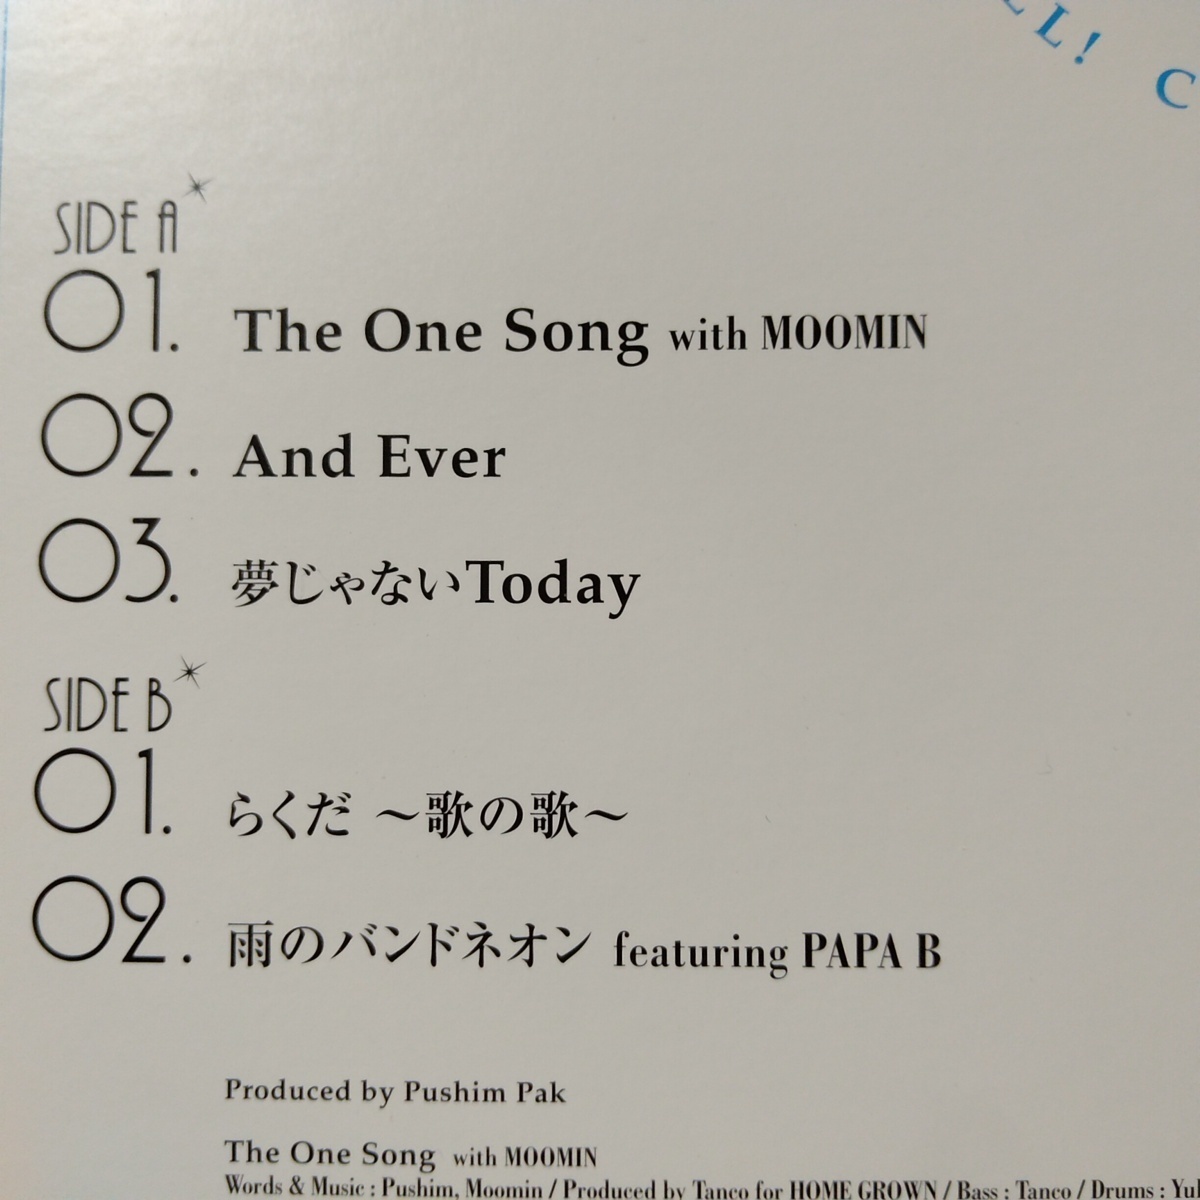 LL! C
SIDE A
01. The One Song with MOOMIN
02. And Ever
03. 夢じゃないToday
SIDE B
01. らくだ 〜歌の歌〜
02. 雨のバンドネオン featuring PAPA B
Produced by Pushim Pak
The One Song with MOOMIN
Words & Music : Pushim, Moomin / Produced by Tanco for HOME GROWN / Bass : Tanco / Drums : Yu